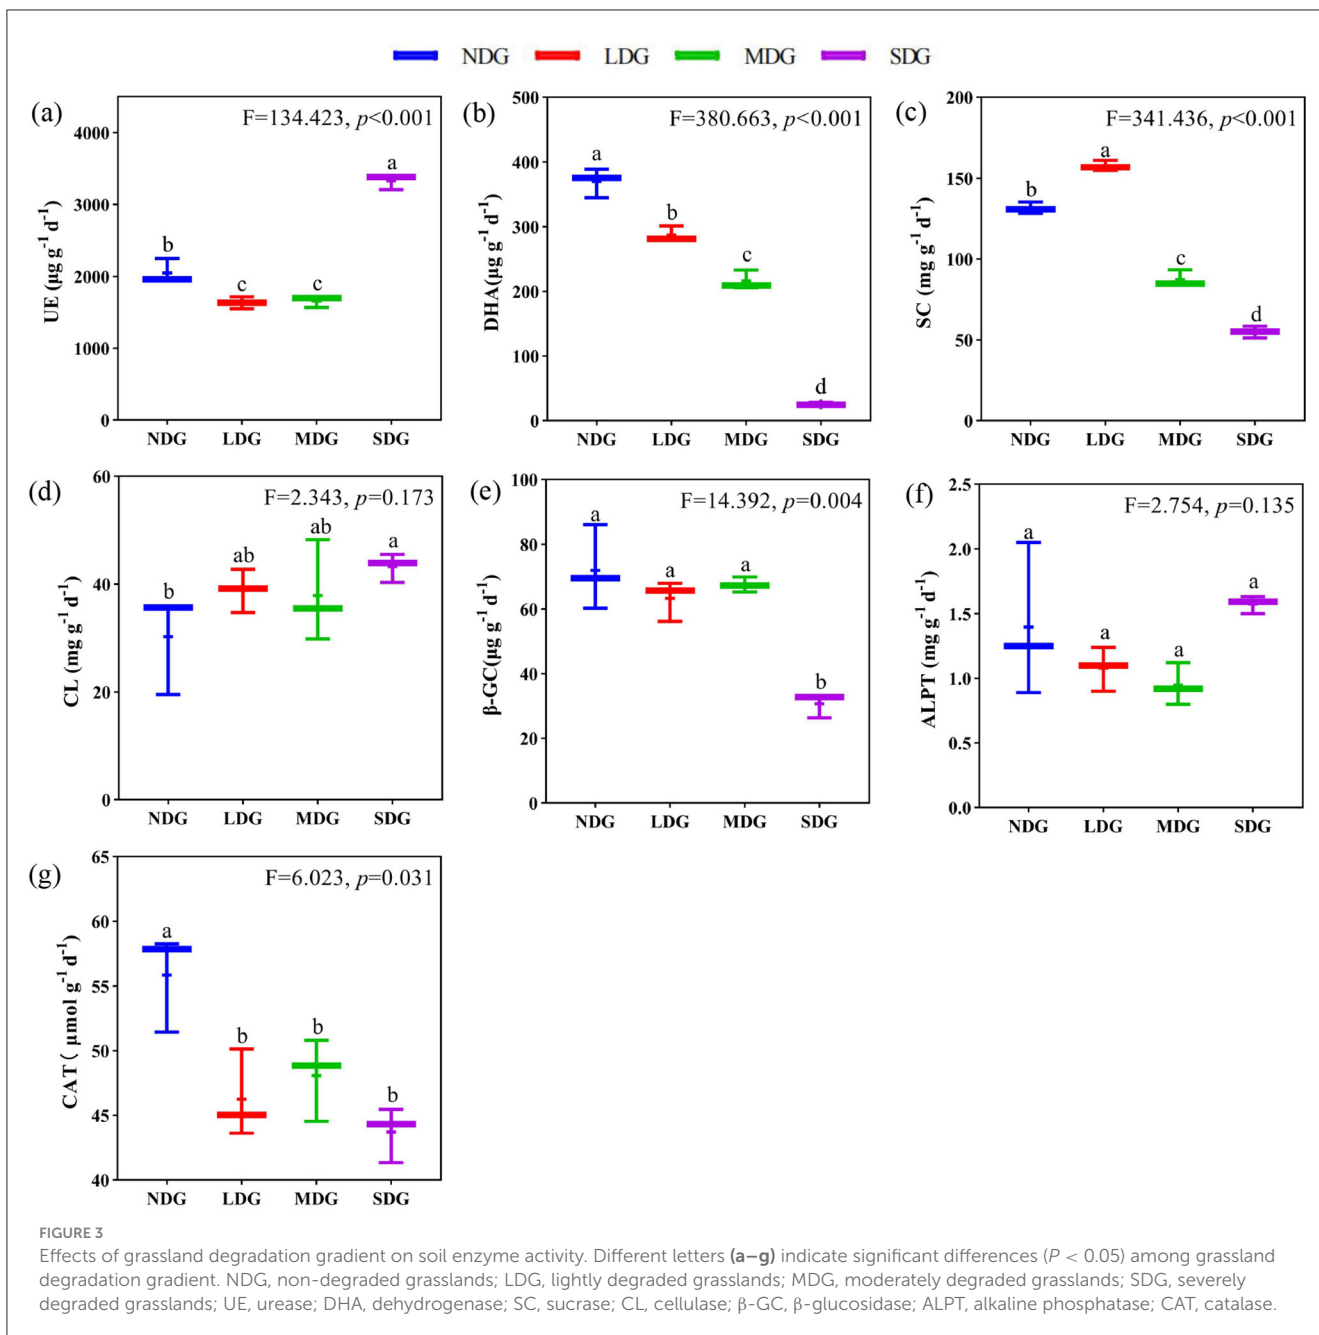 NDG LDG MDG SDG
(a)
F=134.423, p<0.001
UE (µg g⁻¹ d⁻¹)
4000
3000
2000
1000
0
b
c
c
a
NDG LDG MDG SDG
(b)
F=380.663, p<0.001
DHA(µg g⁻¹ d⁻¹)
500
400
300
200
100
0
a
b
c
d
NDG LDG MDG SDG
(c)
F=341.436, p<0.001
SC (mg g⁻¹ d⁻¹)
200
150
100
50
0
b
a
c
d
NDG LDG MDG SDG
(d)
F=2.343, p=0.173
CL (mg g⁻¹ d⁻¹)
60
40
20
0
b
ab
ab
a
NDG LDG MDG SDG
(e)
F=14.392, p=0.004
β-GC(µg g⁻¹ d⁻¹)
100
80
60
40
20
0
a
a
a
b
NDG LDG MDG SDG
(f)
F=2.754, p=0.135
ALPT (mg g⁻¹ d⁻¹)
2.5
2.0
1.5
1.0
0.5
0.0
a
a
a
a
NDG LDG MDG SDG
(g)
F=6.023, p=0.031
CAT ( µmol g⁻¹ d⁻¹)
65
60
55
50
45
40
a
b
b
b
NDG LDG MDG SDG
FIGURE 3
Effects of grassland degradation gradient on soil enzyme activity. Different letters (a–g) indicate significant differences (P < 0.05) among grassland
degradation gradient. NDG, non-degraded grasslands; LDG, lightly degraded grasslands; MDG, moderately degraded grasslands; SDG, severely
degraded grasslands; UE, urease; DHA, dehydrogenase; SC, sucrase; CL, cellulase; β-GC, β-glucosidase; ALPT, alkaline phosphatase; CAT, catalase.